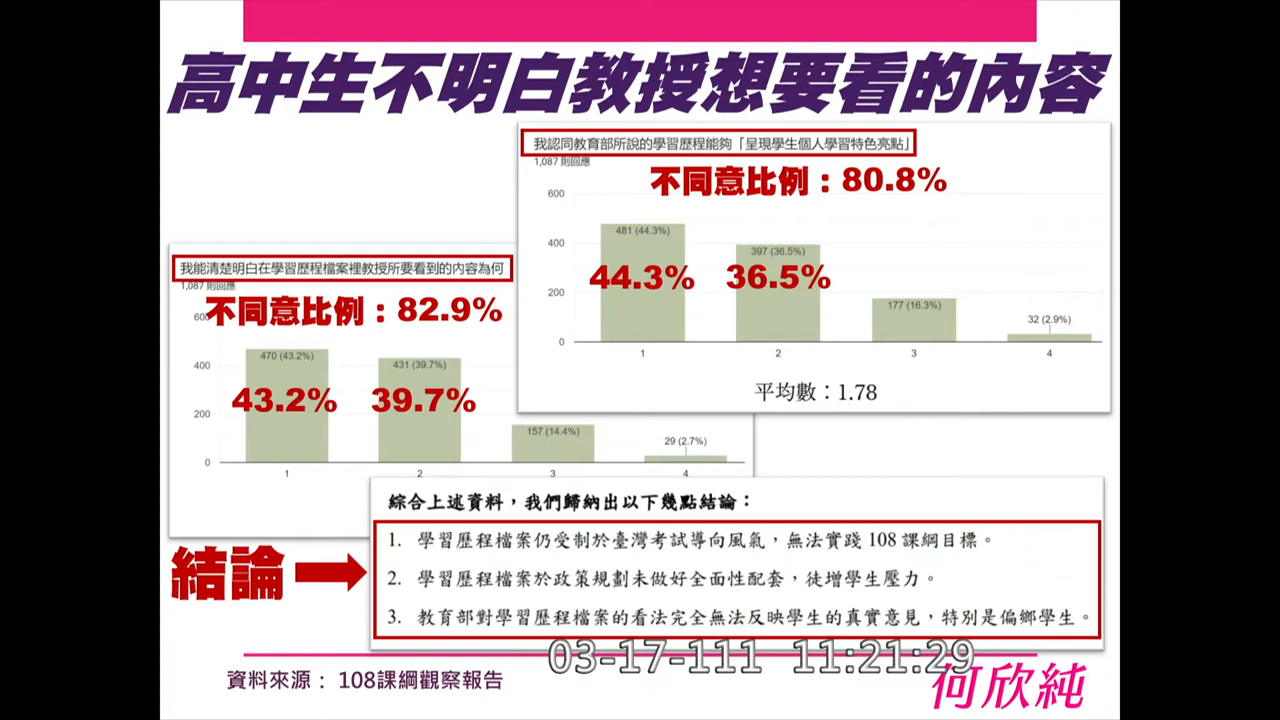 高中生不明白教授想要看的內容
我認同教育部所說的學習歷程能夠「呈現學生個人學習特色亮點」
1,087 則回應
不同意比例：80.8%
600
400
200
0
481 (44.3%)
397 (36.5%)
177 (16.3%)
32 (2.9%)
44.3%
36.5%
1
2
3
4
平均數：1.78
我能清楚明白在學習歷程檔案裡教授所要看到的內容為何
1,087 則回應
不同意比例：82.9%
600
400
200
0
470 (43.2%)
431 (39.7%)
157 (14.4%)
29 (2.7%)
43.2%
39.7%
1
2
3
4
綜合上述資料，我們歸納出以下幾點結論：
結論
1. 學習歷程檔案仍受制於臺灣考試導向風氣，無法實踐 108 課綱目標。
2. 學習歷程檔案於政策規劃未做好全面性配套，徒增學生壓力。
3. 教育部對學習歷程檔案的看法完全無法反映學生的真實意見，特別是偏鄉學生。
03-17-111 11:21:29
資料來源： 108課綱觀察報告
何欣純